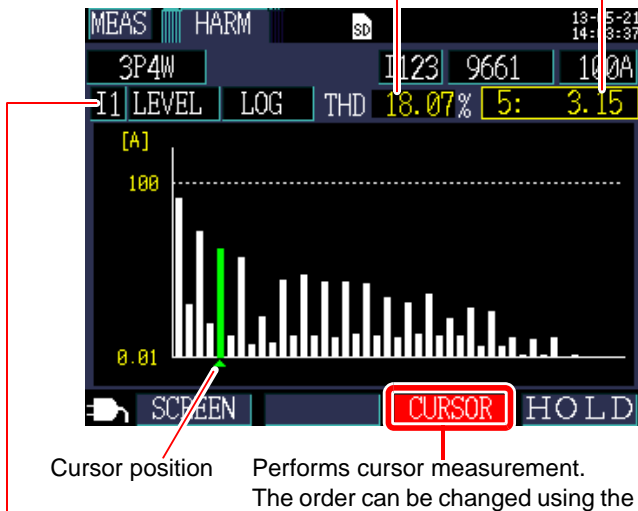 MEAS HARM SD 13-05-21
14:03:37
3P4W I123 9661 100A
I1 LEVEL LOG THD 18.07% 5: 3.15
[A]
100
0.01
SCREEN CURSOR HOLD
Cursor position
Performs cursor measurement.
The order can be changed using the